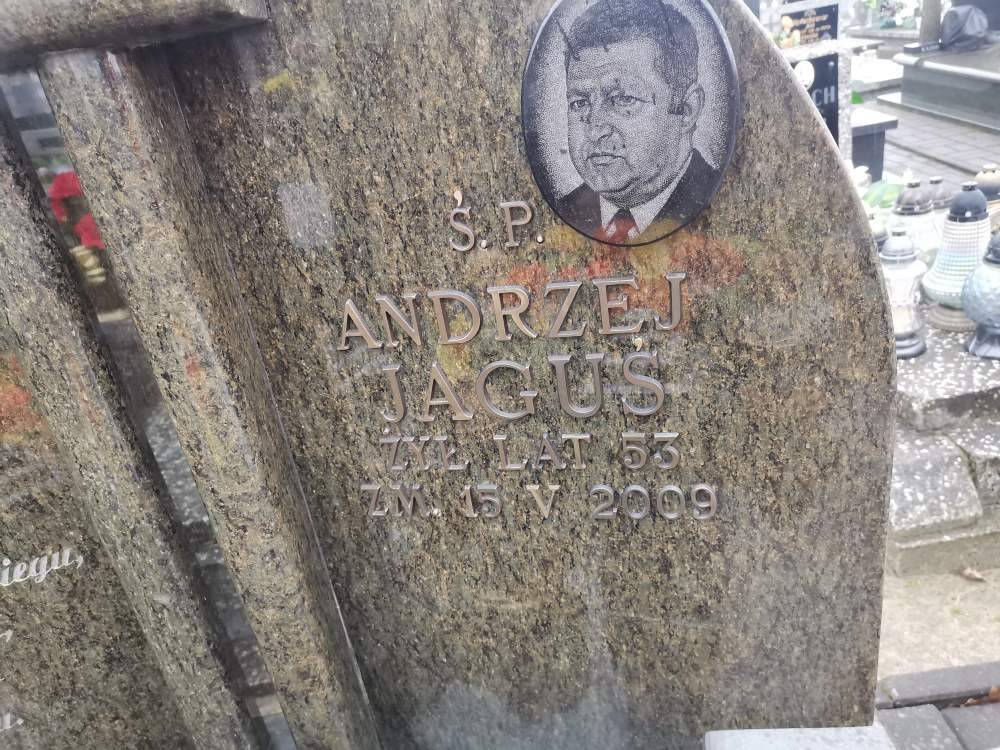 Ś. P.
ANDRZEJ
JAGUŚ
ŻYŁ LAT 53
ZM. 15 V 2009